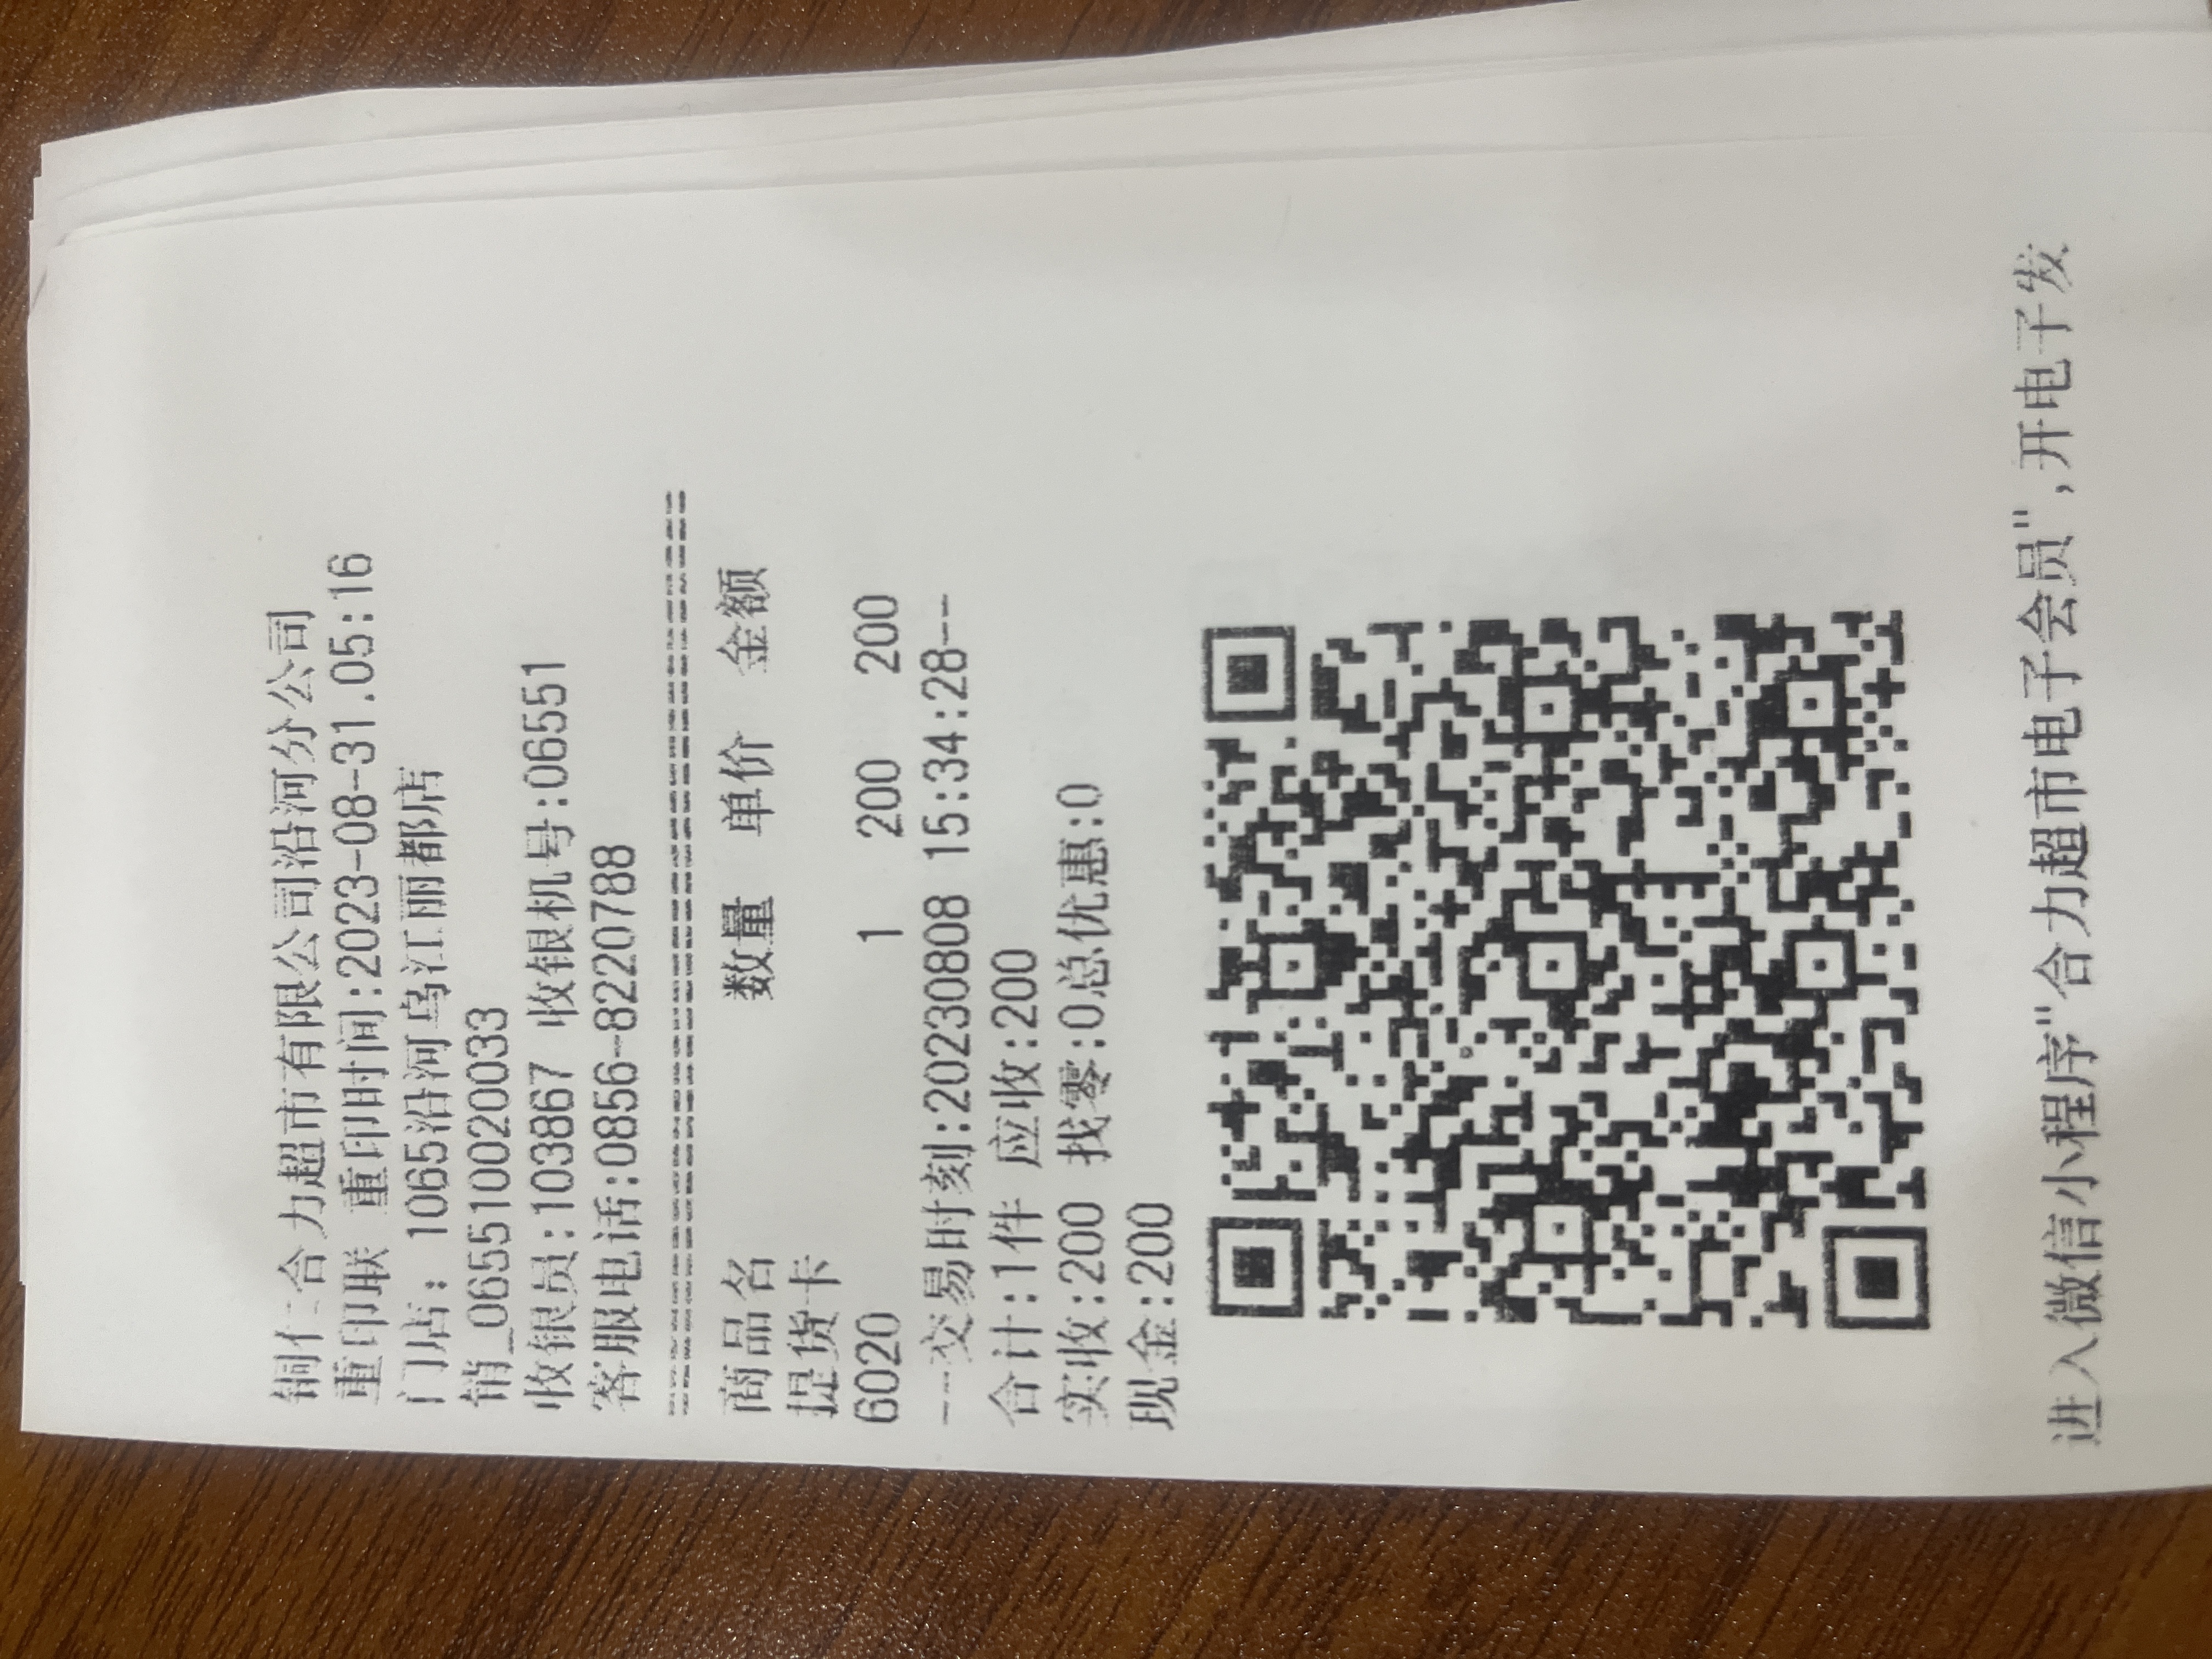 铜仁合力超市有限公司沿河分公司
重印联 重印时间:2023-08-31.05:16
门店: 1065沿河乌江丽都店
销_0655100200033
收银员:103867 收银机号:06551
客服电话:0856-8220788
================================
商品名 数量 单价 金额
提货卡
6020 1 200 200
--交易时刻:20230808 15:34:28--
合计:1件 应收:200
实收:200 找零:0总优惠:0
现金:200
进入微信小程序"合力超市电子会员",开电子发